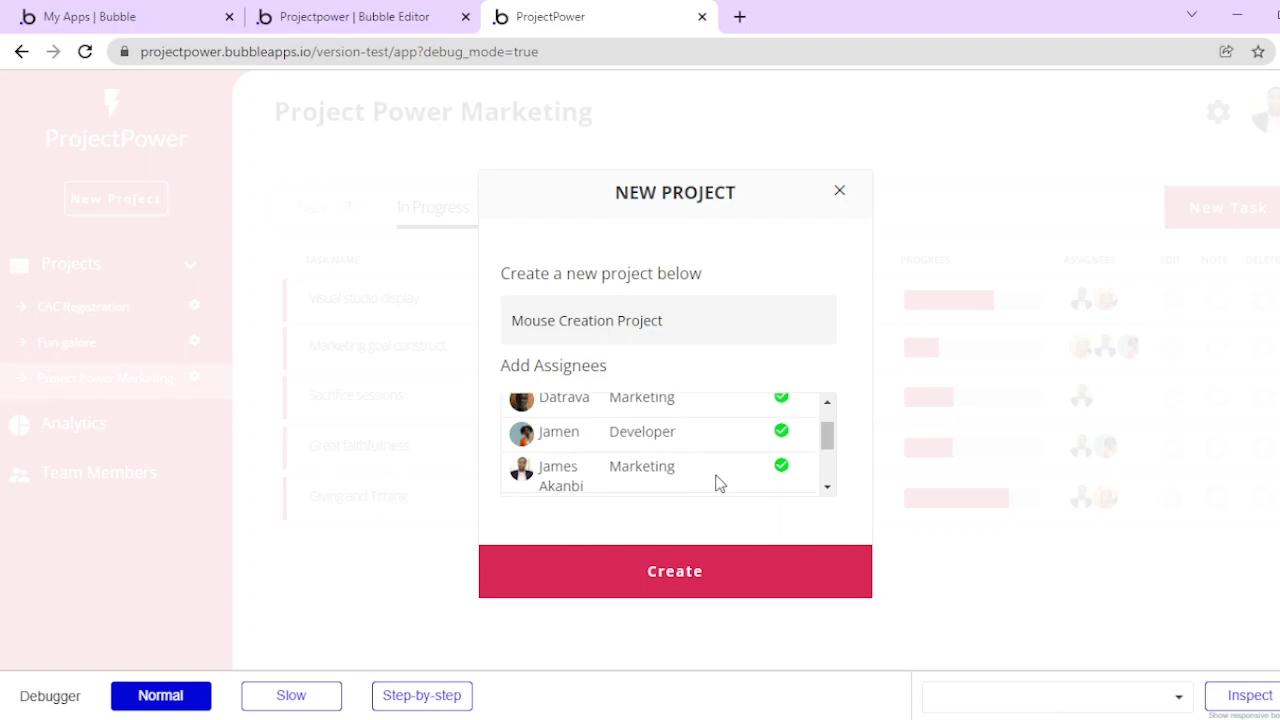 My Apps | Bubble
Projectpower | Bubble Editor
ProjectPower
projectpower.bubbleapps.io/version-test/app?debug_mode=true
ProjectPower
New Project
Projects
CAC Registration
Fun galore
Project Power Marketing
Analytics
Team Members
Project Power Marketing
In Progress
New Task
TASK NAME
PROGRESS
ASSIGNEES
EDIT
NOTE
DELETE
Visual studio display
Marketing goal construct
Sacrifice sessions
Great faithfullness
Giving and Tithing
NEW PROJECT
Create a new project below
Mouse Creation Project
Add Assignees
Datrava Marketing
Jamen Developer
James Marketing
Akanbi
Create
Debugger
Normal
Slow
Step-by-step
Inspect
Show responsive bo